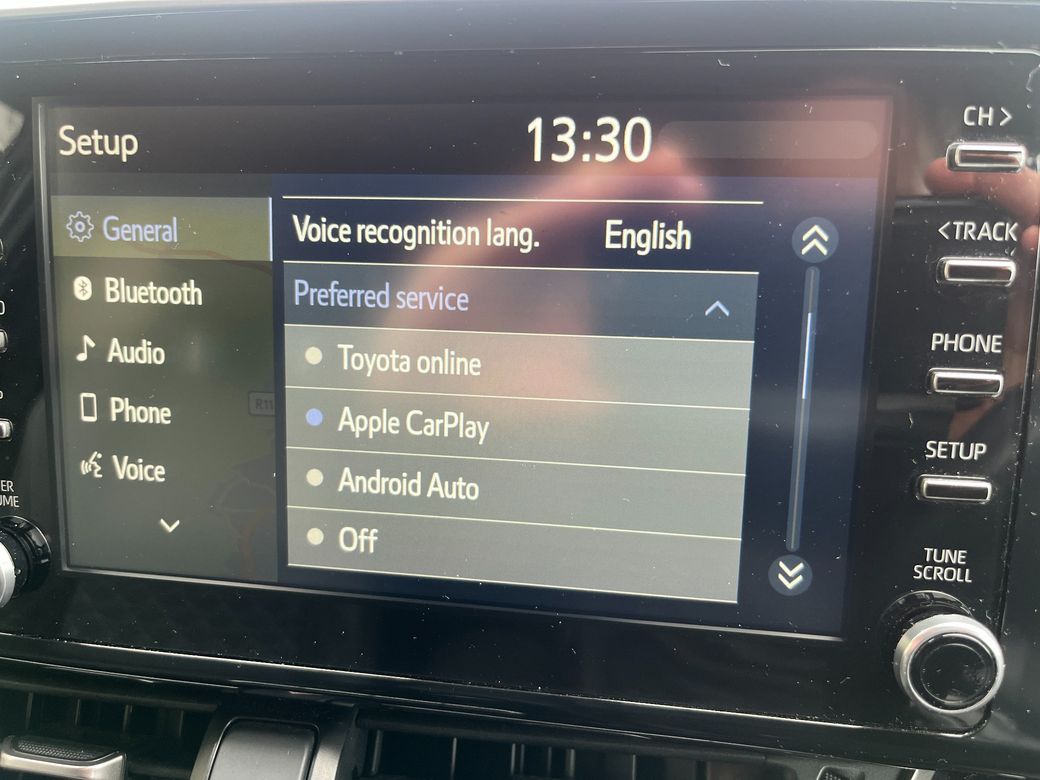 Setup
13:30
General
Bluetooth
Audio
Phone
Voice
Voice recognition lang. English
Preferred service
Toyota online
Apple CarPlay
Android Auto
Off
CH >
< TRACK
PHONE
SETUP
TUNE
SCROLL